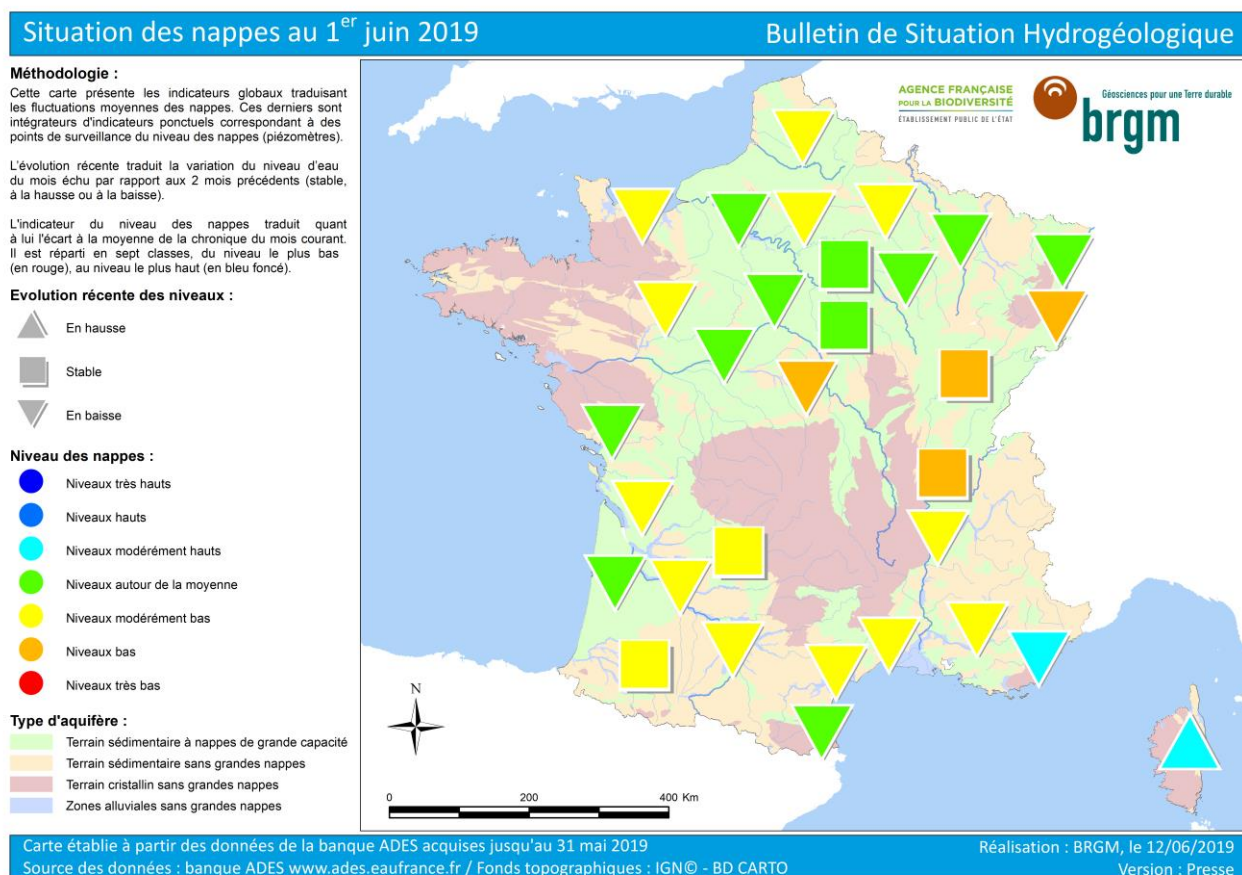 Situation des nappes au 1er juin 2019
Bulletin de Situation Hydrogéologique
Méthodologie :
Cette carte présente les indicateurs globaux traduisant
les fluctuations moyennes des nappes. Ces derniers sont
intégrateurs d'indicateurs ponctuels correspondant à des
points de surveillance du niveau des nappes (piézomètres).
L'évolution récente traduit la variation du niveau d'eau
du mois échu par rapport aux 2 mois précédents (stable,
à la hausse ou à la baisse).
L'indicateur du niveau des nappes traduit quant
à lui l'écart à la moyenne de la chronique du mois courant.
Il est réparti en sept classes, du niveau le plus bas
(en rouge), au niveau le plus haut (en bleu foncé).
Evolution récente des niveaux :
En hausse
Stable
En baisse
Niveau des nappes :
Niveaux très hauts
Niveaux hauts
Niveaux modérément hauts
Niveaux autour de la moyenne
Niveaux modérément bas
Niveaux bas
Niveaux très bas
Type d'aquifère :
Terrain sédimentaire à nappes de grande capacité
Terrain sédimentaire sans grandes nappes
Terrain cristallin sans grandes nappes
Zones alluviales sans grandes nappes
AGENCE FRANÇAISE
POUR LA BIODIVERSITÉ
ÉTABLISSEMENT PUBLIC DE L'ÉTAT
Géosciences pour une Terre durable
brgm
N
0 200 400 Km
Carte établie à partir des données de la banque ADES acquises jusqu'au 31 mai 2019
Source des données : banque ADES www.ades.eaufrance.fr / Fonds topographiques : IGN© - BD CARTO
Réalisation : BRGM, le 12/06/2019
Version : Presse